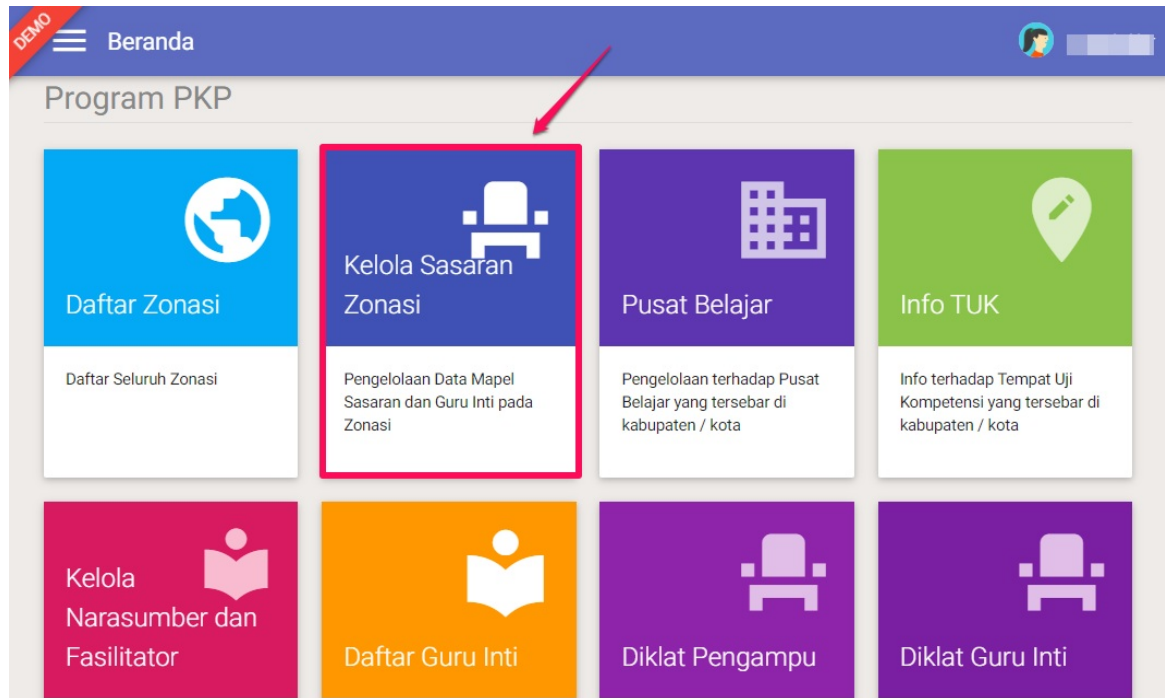 DEMO
Beranda
Program PKP
Daftar Zonasi
Kelola Sasaran
Zonasi
Pusat Belajar
Info TUK
Daftar Seluruh Zonasi
Pengelolaan Data Mapel
Sasaran dan Guru Inti pada
Zonasi
Pengelolaan terhadap Pusat
Belajar yang tersebar di
kabupaten / kota
Info terhadap Tempat Uji
Kompetensi yang tersebar di
kabupaten / kota
Kelola
Narasumber dan
Fasilitator
Daftar Guru Inti
Diklat Pengampu
Diklat Guru Inti